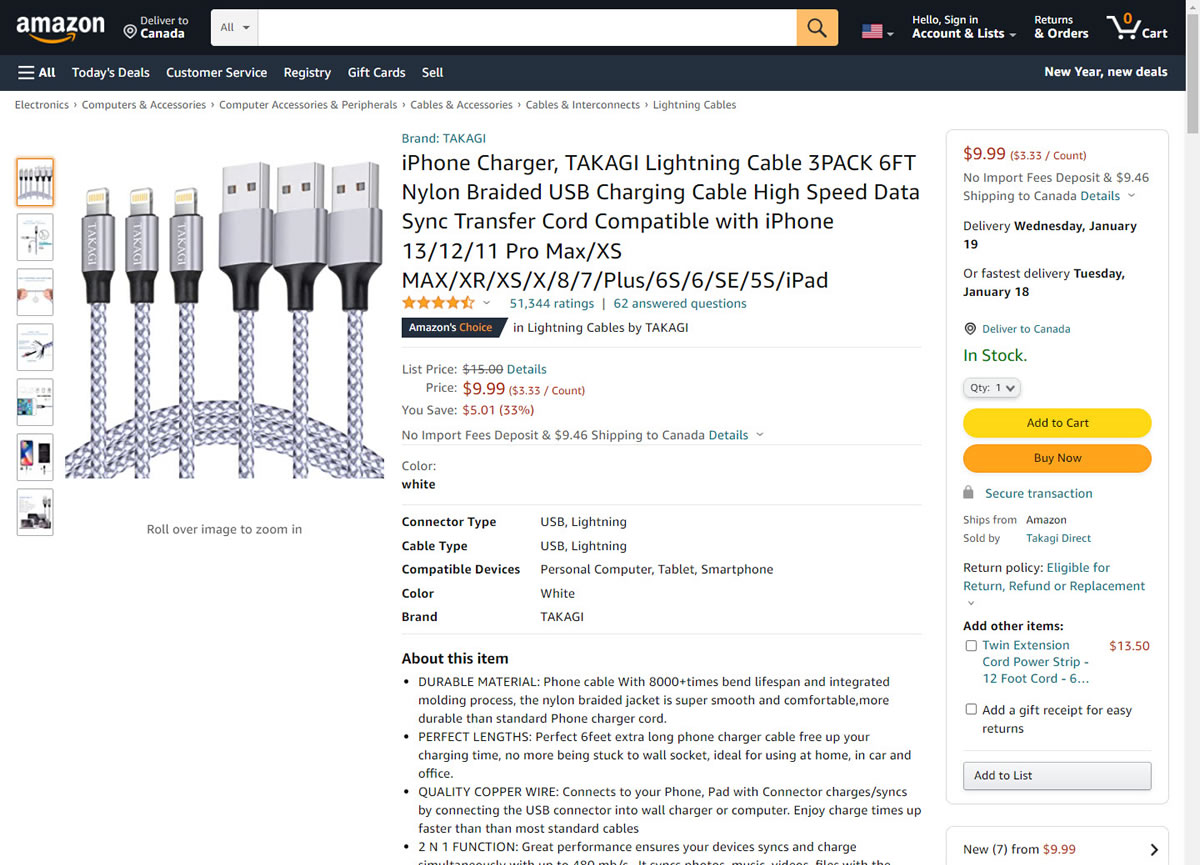 amazon
Deliver to
Canada
All
Hello, Sign in
Account & Lists
Returns
& Orders
0
Cart
All
Today's Deals
Customer Service
Registry
Gift Cards
Sell
New Year, new deals
Electronics › Computers & Accessories › Computer Accessories & Peripherals › Cables & Accessories › Cables & Interconnects › Lightning Cables
TAKAGI
TAKAGI
TAKAGI
Roll over image to zoom in
Brand: TAKAGI
iPhone Charger, TAKAGI Lightning Cable 3PACK 6FT
Nylon Braided USB Charging Cable High Speed Data
Sync Transfer Cord Compatible with iPhone
13/12/11 Pro Max/XS
MAX/XR/XS/X/8/7/Plus/6S/6/SE/5S/iPad
51,344 ratings | 62 answered questions
Amazon's Choice in Lightning Cables by TAKAGI
List Price: $15.00 Details
Price: $9.99 ($3.33 / Count)
You Save: $5.01 (33%)
No Import Fees Deposit & $9.46 Shipping to Canada Details
Color:
white
Connector Type USB, Lightning
Cable Type USB, Lightning
Compatible Devices Personal Computer, Tablet, Smartphone
Color White
Brand TAKAGI
About this item
• DURABLE MATERIAL: Phone cable With 8000+times bend lifespan and integrated
molding process, the nylon braided jacket is super smooth and comfortable,more
durable than standard Phone charger cord.
• PERFECT LENGTHS: Perfect 6feet extra long phone charger cable free up your
charging time, no more being stuck to wall socket, ideal for using at home, in car and
office.
• QUALITY COPPER WIRE: Connects to your Phone, Pad with Connector charges/syncs
by connecting the USB connector into wall charger or computer. Enjoy charge times up
faster than than most standard cables
• 2 N 1 FUNCTION: Great performance ensures your devices syncs and charge
simultaneously with up to 480 mb/s. It syncs photos, music, videos, files with the
$9.99 ($3.33 / Count)
No Import Fees Deposit & $9.46
Shipping to Canada Details
Delivery Wednesday, January
19
Or fastest delivery Tuesday,
January 18
Deliver to Canada
In Stock.
Qty: 1
Add to Cart
Buy Now
Secure transaction
Ships from Amazon
Sold by Takagi Direct
Return policy: Eligible for
Return, Refund or Replacement
Add other items:
Twin Extension $13.50
Cord Power Strip -
12 Foot Cord - 6...
Add a gift receipt for easy
returns
Add to List
New (7) from $9.99